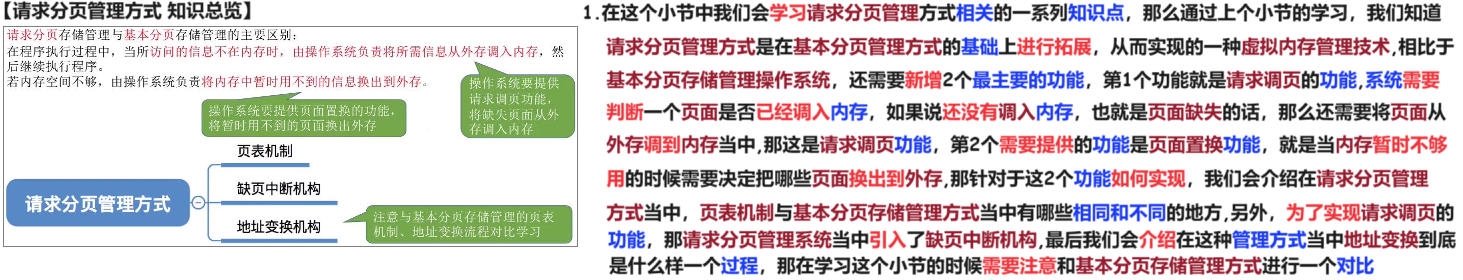 【请求分页管理方式 知识总览】
请求分页存储管理与基本分页存储管理的主要区别：
在程序执行过程中，当所访问的信息不在内存时，由操作系统负责将所需信息从外存调入内存，然
后继续执行程序。
若内存空间不够，由操作系统负责将内存中暂时用不到的信息换出到外存。
操作系统要提供
请求调页功能，
将缺失页面从外
存调入内存
操作系统要提供页面置换的功能，
将暂时用不到的页面换出外存
请求分页管理方式
页表机制
缺页中断机构
地址变换机构
注意与基本分页存储管理的页表
机制、地址变换流程对比学习
1.在这个小节中我们会学习请求分页管理方式相关的一系列知识点，那么通过上个小节的学习，我们知道
请求分页管理方式是在基本分页管理方式的基础上进行拓展，从而实现的一种虚拟内存管理技术,相比于
基本分页存储管理操作系统，还需要新增2个最主要的功能，第1个功能就是请求调页的功能,系统需要
判断一个页面是否已经调入内存，如果说还没有调入内存，也就是页面缺失的话，那么还需要将页面从
外存调到内存当中,那这是请求调页功能，第2个需要提供的功能是页面置换功能，就是当内存暂时不够
用的时候需要决定把哪些页面换出到外存,那针对于这2个功能如何实现，我们会介绍在请求分页管理
方式当中，页表机制与基本分页存储管理方式当中有哪些相同和不同的地方,另外，为了实现请求调页的
功能，那请求分页管理系统当中引入了缺页中断机构,最后我们会介绍在这种管理方式当中地址变换到底
是什么样一个过程，那在学习这个小节的时候需要注意和基本分页存储管理方式进行一个对比